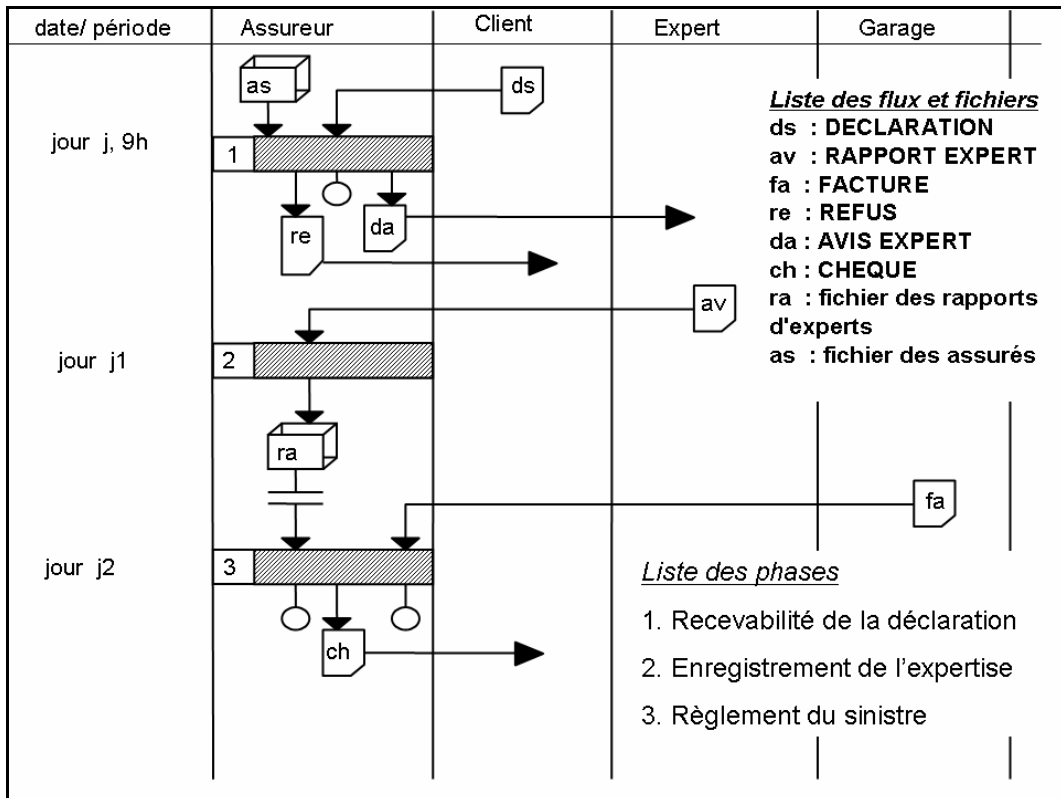 date/ période
Assureur
Client
Expert
Garage
as
ds
Liste des flux et fichiers
ds : DECLARATION
av : RAPPORT EXPERT
fa : FACTURE
re : REFUS
da : AVIS EXPERT
ch : CHEQUE
ra : fichier des rapports
d'experts
as : fichier des assurés
jour j, 9h
1
re
da
av
jour j1
2
ra
fa
jour j2
3
ch
Liste des phases
1. Recevabilité de la déclaration
2. Enregistrement de l'expertise
3. Règlement du sinistre